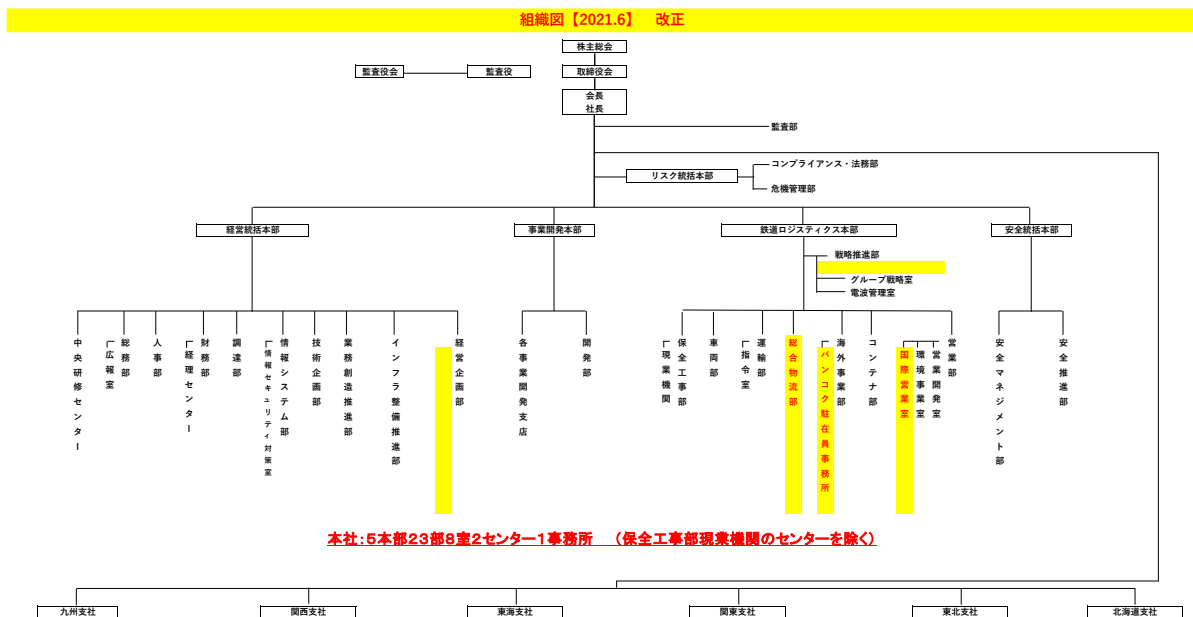 組織図【2021.6】　改正
株主総会
監査役会
監査役
取締役会
会長
社長
監査部
コンプライアンス・法務部
リスク統括本部
危機管理部
経営統括本部
事業開発本部
鉄道ロジスティクス本部
安全統括本部
戦略推進部
グループ戦略室
電波管理室
中央研修センター
広報室
総務部
人事部
経理センター
財務部
調達部
情報セキュリティ対策室
情報システム部
技術企画部
業務創造推進部
インフラ整備推進部
経営企画部
各事業開発支店
開発部
現業機関
保全工事部
車両部
指令室
運輸部
総合物流部
バンコク駐在員事務所
海外事業部
コンテナ部
国際営業室
環境事業室
営業開発室
営業部
安全マネジメント部
安全推進部
本社：5本部23部8室2センター1事務所　（保全工事部現業機関のセンターを除く）
九州支社
関西支社
東海支社
関東支社
東北支社
北海道支社